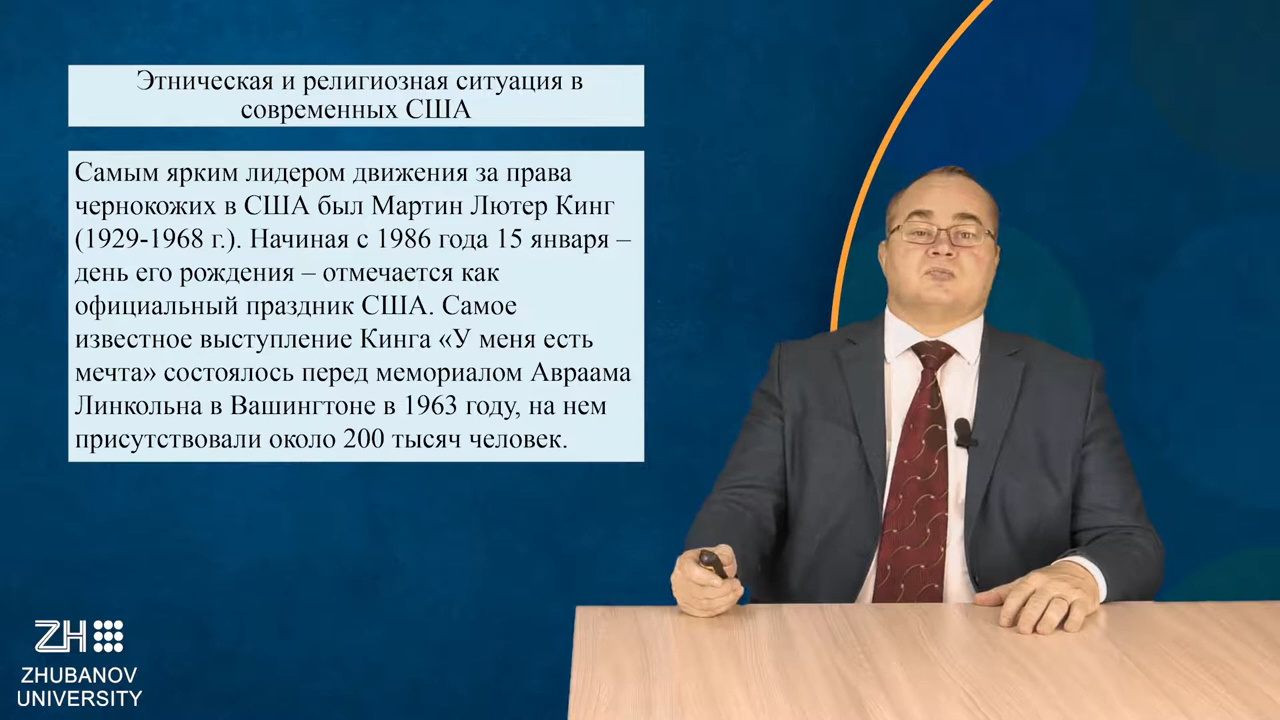 Этническая и религиозная ситуация в
современных США
Самым ярким лидером движения за права
чернокожих в США был Мартин Лютер Кинг
(1929-1968 г.). Начиная с 1986 года 15 января –
день его рождения – отмечается как
официальный праздник США. Самое
известное выступление Кинга «У меня есть
мечта» состоялось перед мемориалом Авраама
Линкольна в Вашингтоне в 1963 году, на нем
присутствовали около 200 тысяч человек.
ZH
ZHUBANOV
UNIVERSITY